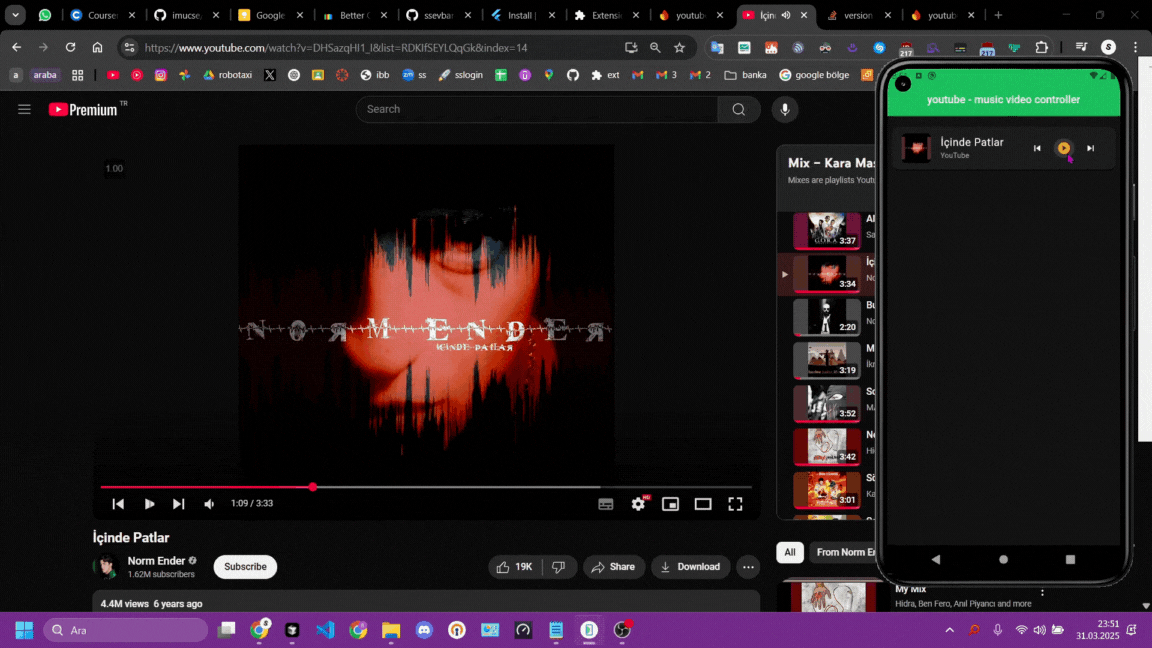 Course
imucse,
Google
Better C
ssevbar
Install |
Extensi
youtub
İçin
version
youtub
https://www.youtube.com/watch?v=DHSazqHI1_I&list=RDKIfSEYLQqGk&index=14
217
217
a
araba
robotaxi
ibb
ss
sslogin
ext
3
2
banka
google bölge
Premium
TR
Search
1.00
NORM ENDER
İÇİNDE PATLAR
1:09 / 3:33
İçinde Patlar
Norm Ender
1.62M subscribers
Subscribe
19K
Share
Download
4.4M views 6 years ago
Mix – Kara Mas
Mixes are playlists Youtu
3:37
3:34
2:20
3:19
3:52
3:42
3:01
All
From Norm En
My Mix
Hidra, Ben Fero, Anıl Piyancı and more
youtube - music video controller
İçinde Patlar
YouTube
Ara
23:51
31.03.2025